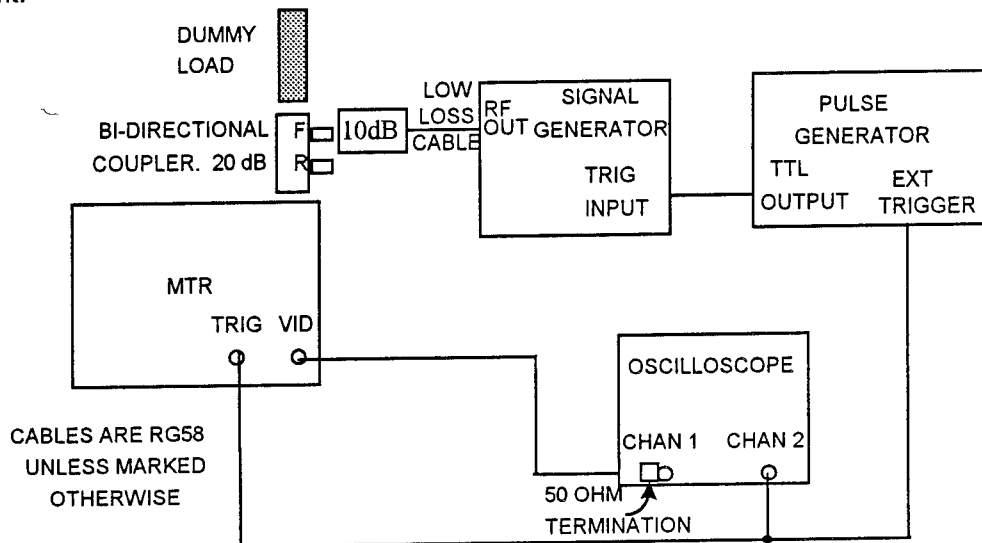 nt.
DUMMY
LOAD
BI-DIRECTIONAL
COUPLER. 20 dB
F
R
10dB
LOW
LOSS
CABLE
RF
OUT
SIGNAL
GENERATOR
TRIG
INPUT
PULSE
GENERATOR
TTL
OUTPUT
EXT
TRIGGER
MTR
TRIG VID
OSCILLOSCOPE
CHAN 1 CHAN 2
50 OHM
TERMINATION
CABLES ARE RG58
UNLESS MARKED
OTHERWISE